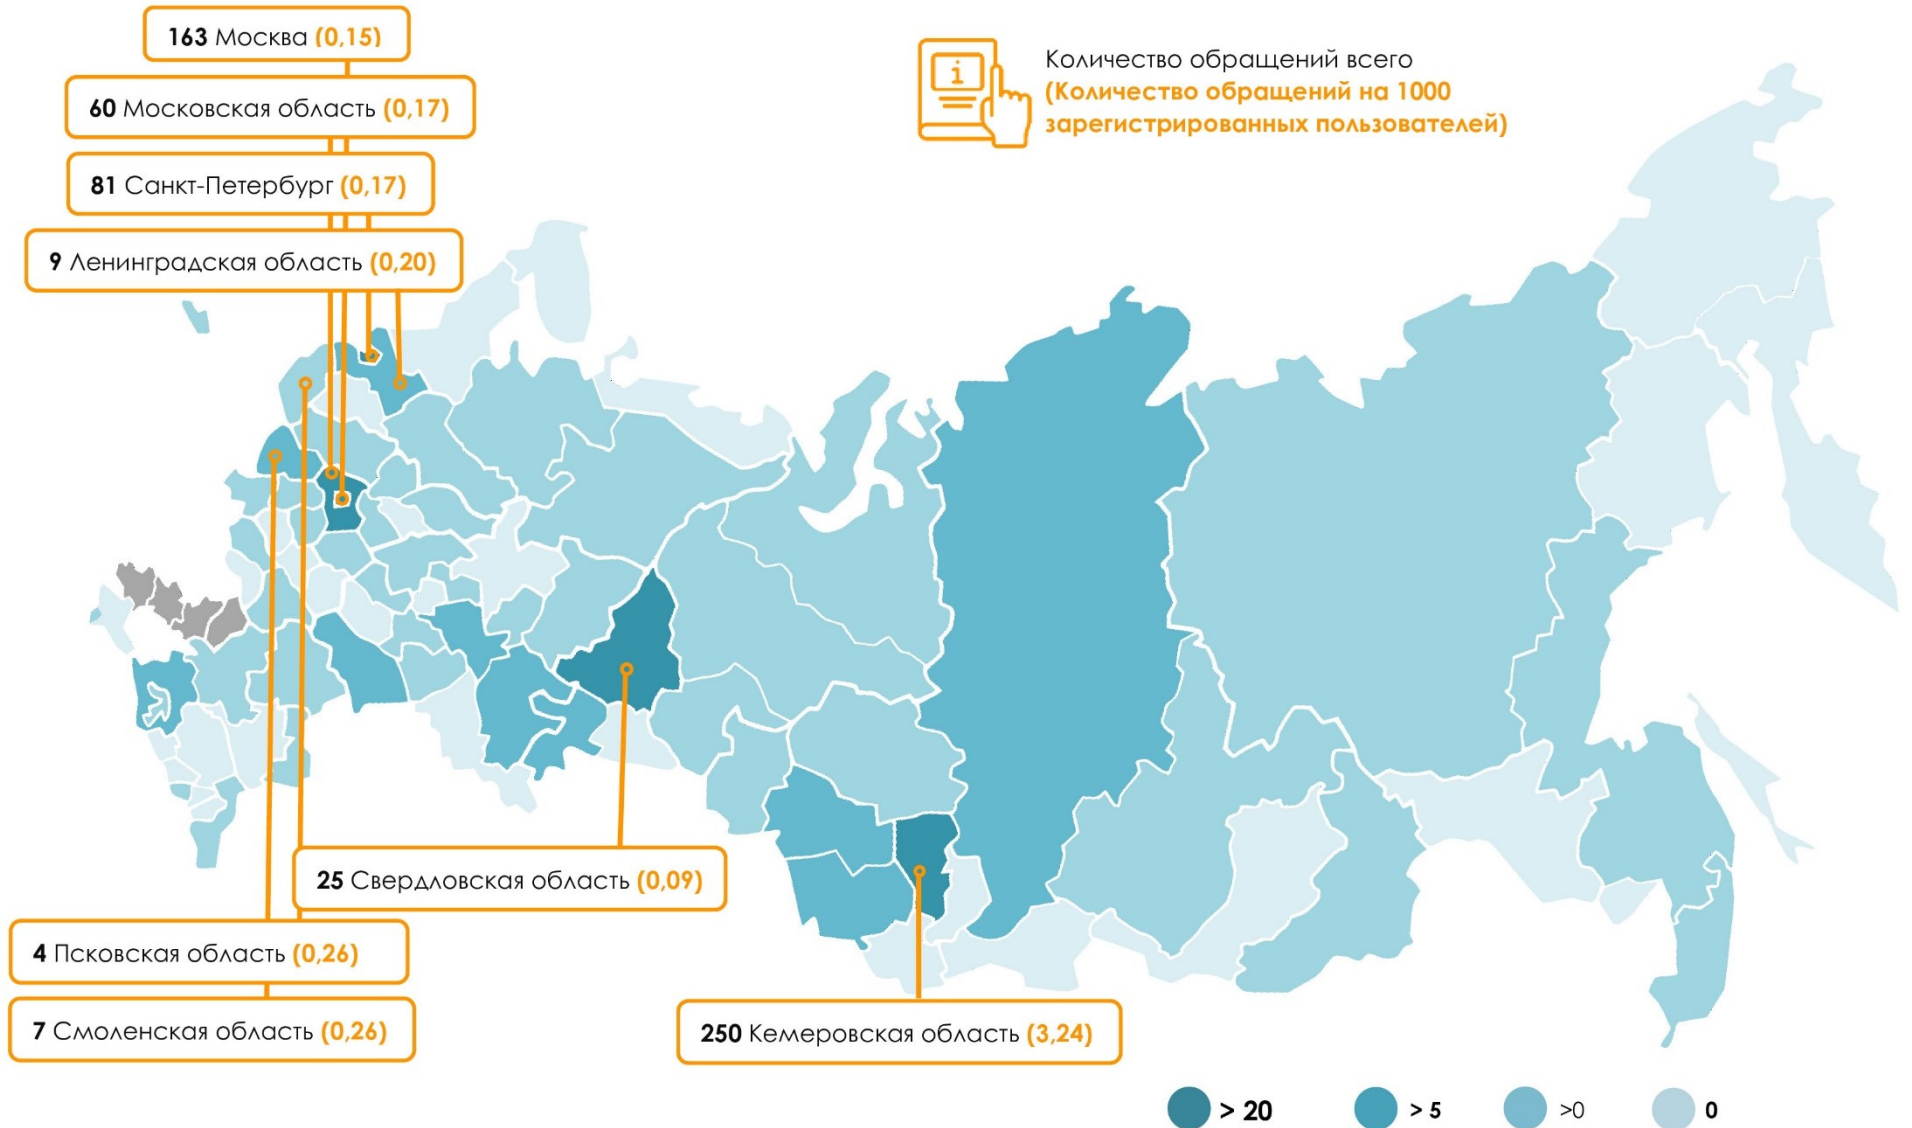 163 Москва (0,15)
60 Московская область (0,17)
81 Санкт-Петербург (0,17)
9 Ленинградская область (0,20)
i
Количество обращений всего
(Количество обращений на 1000
зарегистрированных пользователей)
25 Свердловская область (0,09)
4 Псковская область (0,26)
7 Смоленская область (0,26)
250 Кемеровская область (3,24)
> 20
> 5
>0
0